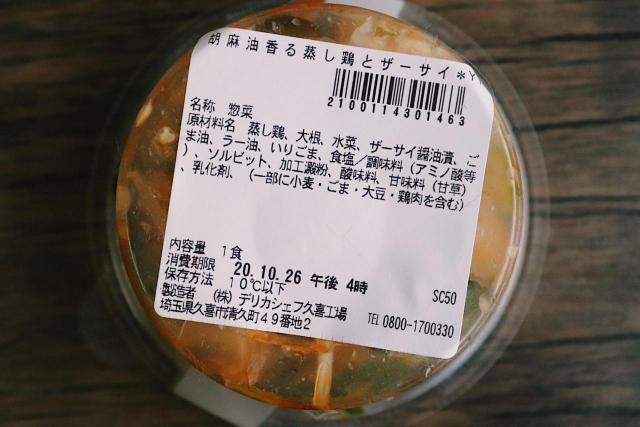 胡麻油香る蒸し鶏とザーサイ*Y
2100114301463
名称 惣菜
原材料名 蒸し鶏、大根、水菜、ザーサイ醤油漬、ご
ま油、ラー油、いりごま、食塩/調味料(アミノ酸等
)、ソルビット、加工澱粉、酸味料、甘味料(甘草)
、乳化剤、(一部に小麦・ごま・大豆・鶏肉を含む)
内容量 1食
消費期限 20.10.26 午後 4時
保存方法 10℃以下 SC50
製造者 (株)デリカシェフ久喜工場
埼玉県久喜市清久町49番地2 TEL 0800-1700330